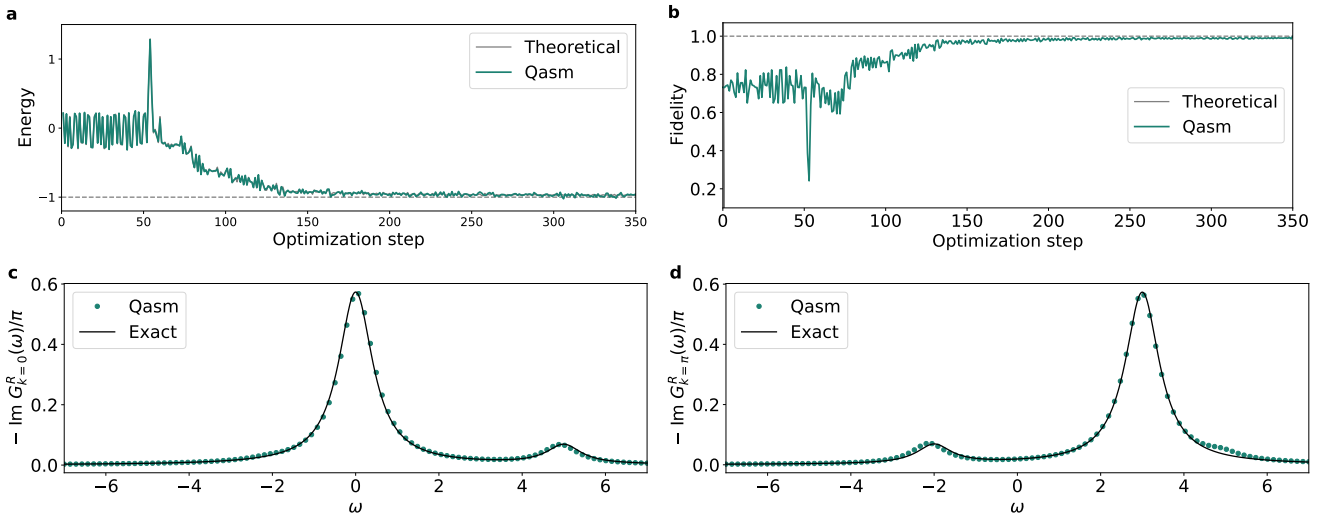 a
1
0
−1
Energy
0 50 100 150 200 250 300 350
Optimization step
Theoretical
Qasm
b
1.0
0.8
0.6
0.4
0.2
Fidelity
0 50 100 150 200 250 300 350
Optimization step
Theoretical
Qasm
c
0.6
0.4
0.2
0.0
− Im G^R_{k=0}(ω)/π
−6 −4 −2 0 2 4 6
ω
Qasm
Exact
d
0.6
0.4
0.2
0.0
− Im G^R_{k=π}(ω)/π
−6 −4 −2 0 2 4 6
ω
Qasm
Exact